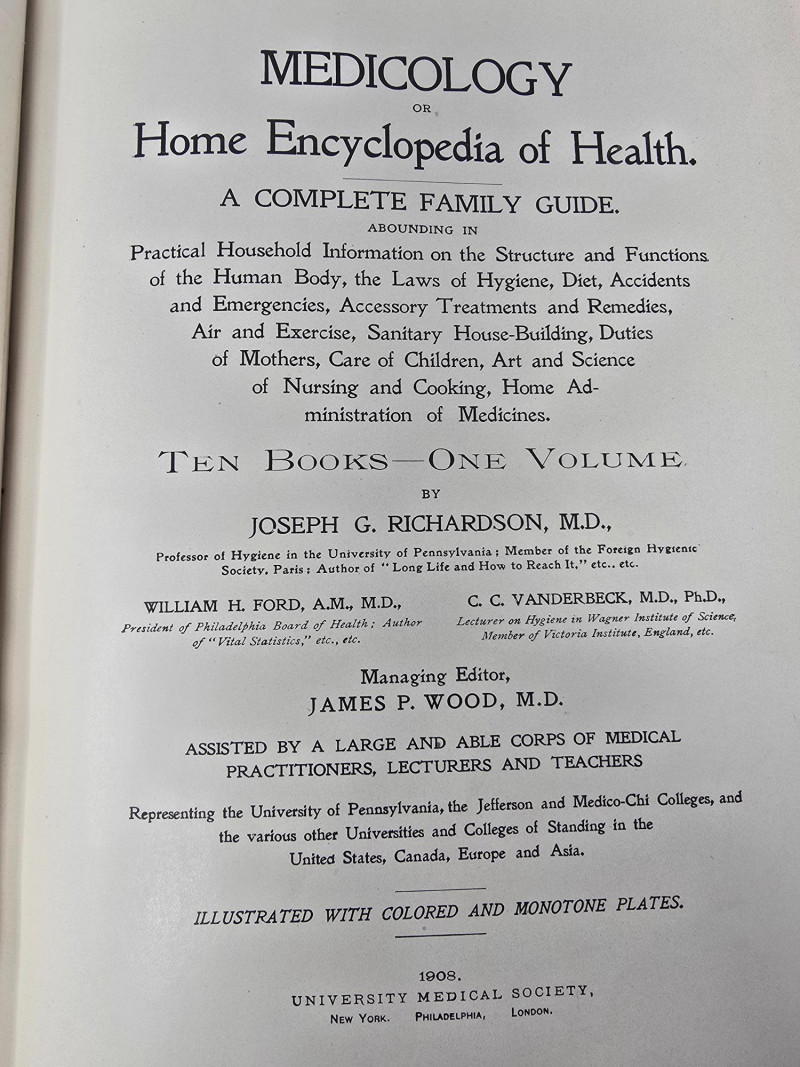 MEDICOLOGY
OR
Home Encyclopedia of Health.
A COMPLETE FAMILY GUIDE.
ABOUNDING IN
Practical Household Information on the Structure and Functions
of the Human Body, the Laws of Hygiene, Diet, Accidents
and Emergencies, Accessory Treatments and Remedies,
Air and Exercise, Sanitary House-Building, Duties
of Mothers, Care of Children, Art and Science
of Nursing and Cooking, Home Ad-
ministration of Medicines.
TEN BOOKS—ONE VOLUME.
BY
JOSEPH G. RICHARDSON, M.D.,
Professor of Hygiene in the University of Pennsylvania; Member of the Foreign Hygienic
Society, Paris; Author of "Long Life and How to Reach It," etc., etc.
WILLIAM H. FORD, A.M., M.D.,
President of Philadelphia Board of Health; Author
of "Vital Statistics," etc., etc.
C. C. VANDERBECK, M.D., Ph.D.,
Lecturer on Hygiene in Wagner Institute of Science,
Member of Victoria Institute, England, etc.
Managing Editor,
JAMES P. WOOD, M.D.
ASSISTED BY A LARGE AND ABLE CORPS OF MEDICAL
PRACTITIONERS, LECTURERS AND TEACHERS
Representing the University of Pennsylvania, the Jefferson and Medico-Chi Colleges, and
the various other Universities and Colleges of Standing in the
United States, Canada, Europe and Asia.
ILLUSTRATED WITH COLORED AND MONOTONE PLATES.
1908.
UNIVERSITY MEDICAL SOCIETY,
NEW YORK. PHILADELPHIA, LONDON.